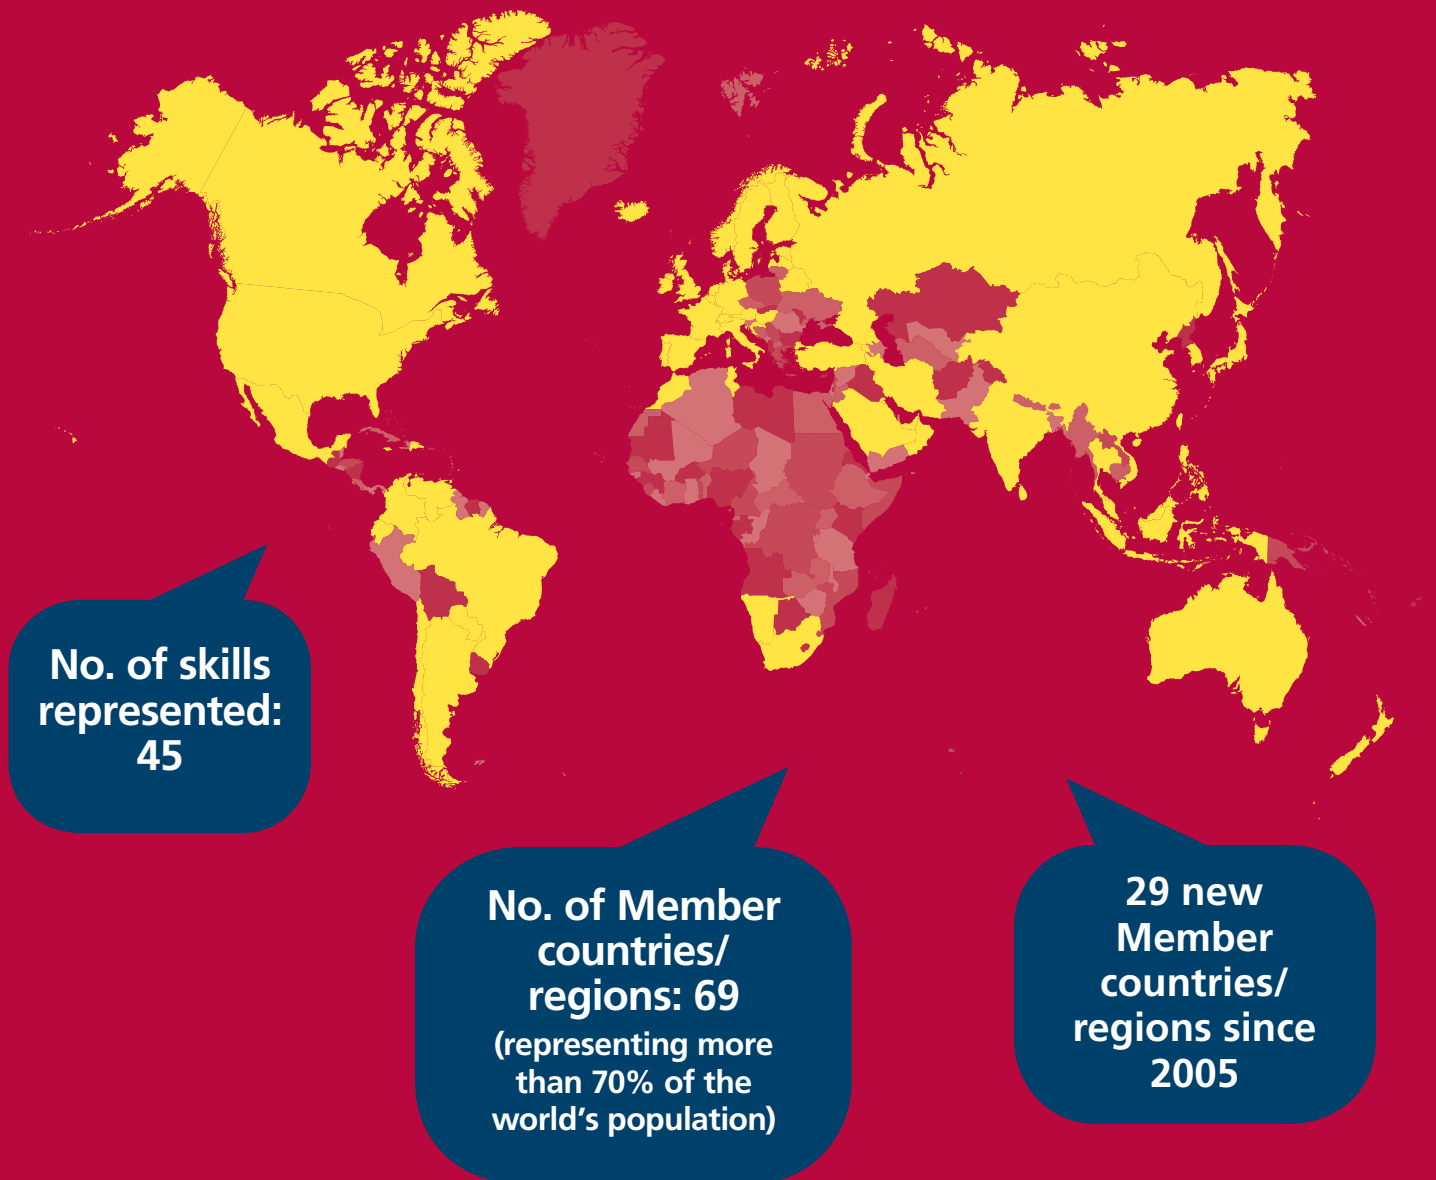 No. of skills
represented:
45
No. of Member
countries/
regions: 69
(representing more
than 70% of the
world’s population)
29 new
Member
countries/
regions since
2005